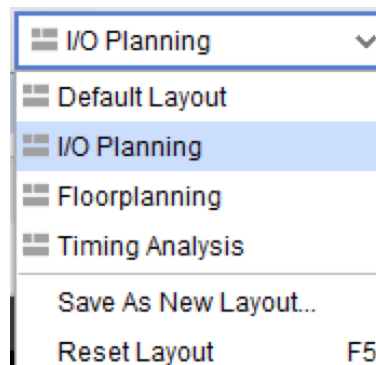 I/O Planning
Default Layout
I/O Planning
Floorplanning
Timing Analysis
Save As New Layout...
Reset Layout F5